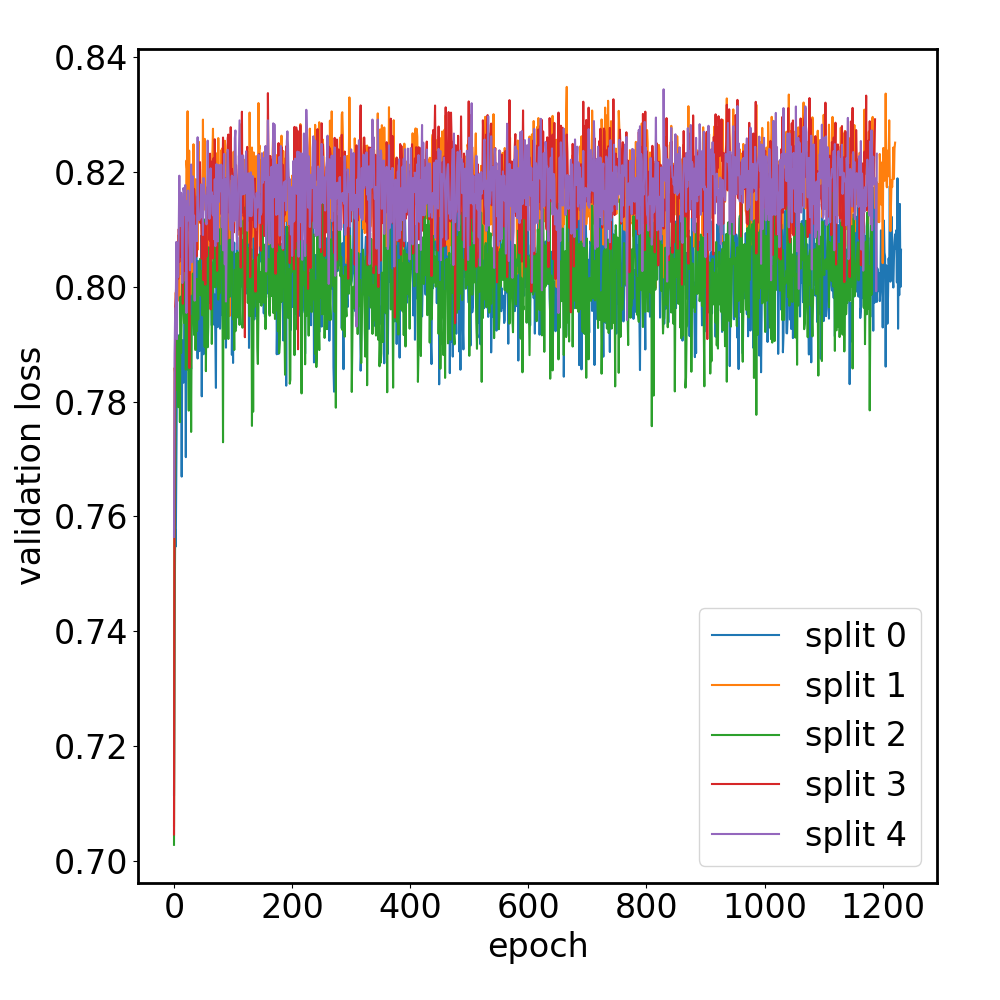 0.84
0.82
0.80
0.78
0.76
0.74
0.72
0.70
validation loss
0 200 400 600 800 1000 1200
epoch
split 0
split 1
split 2
split 3
split 4